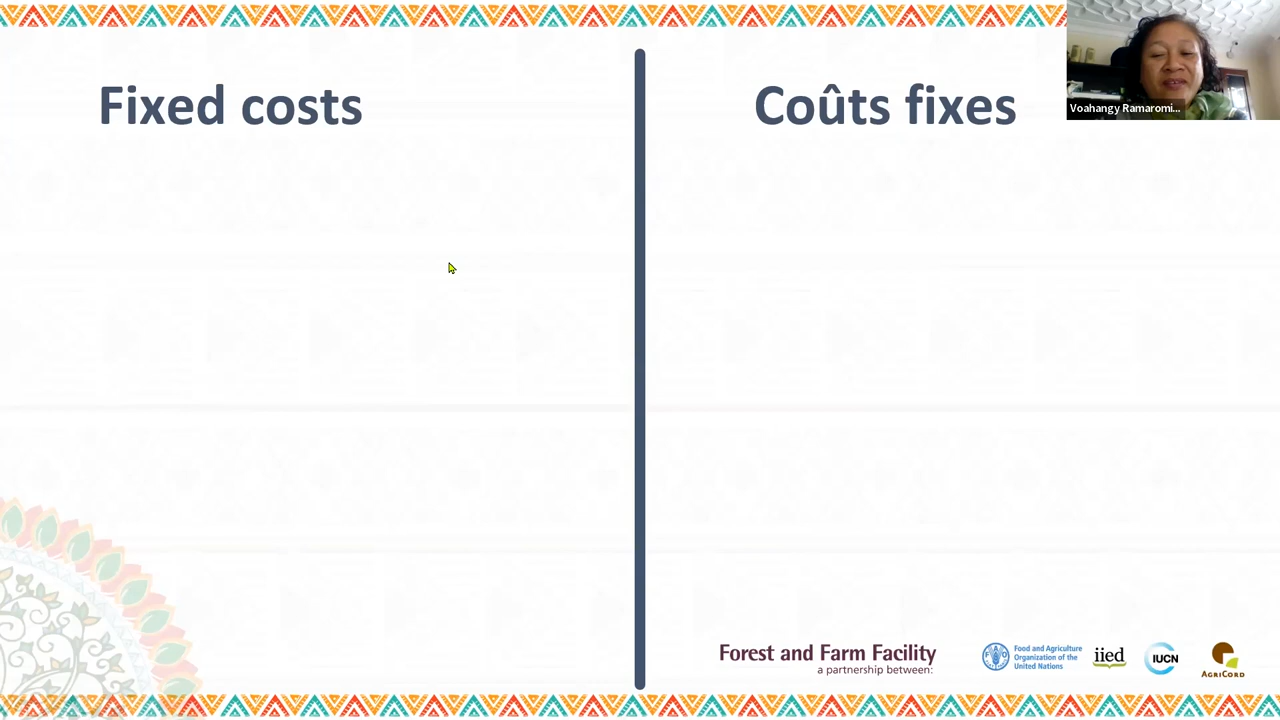 Fixed costs
Coûts fixes
Voahangy Ramaromi...
Forest and Farm Facility
a partnership between:
Food and Agriculture
Organization of the
United Nations
iied
IUCN
AGRICORD